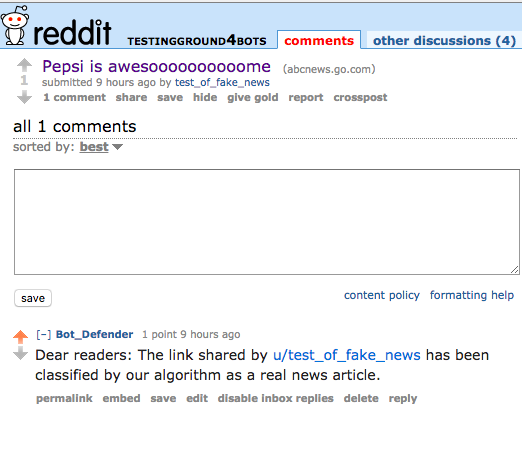 reddit TESTINGGROUND4BOTS comments other discussions (4)
Pepsi is awesooooooooome (abcnews.go.com)
1
submitted 9 hours ago by test_of_fake_news
1 comment share save hide give gold report crosspost
all 1 comments
sorted by: best
save
content policy formatting help
[–] Bot_Defender 1 point 9 hours ago
Dear readers: The link shared by u/test_of_fake_news has been
classified by our algorithm as a real news article.
permalink embed save edit disable inbox replies delete reply